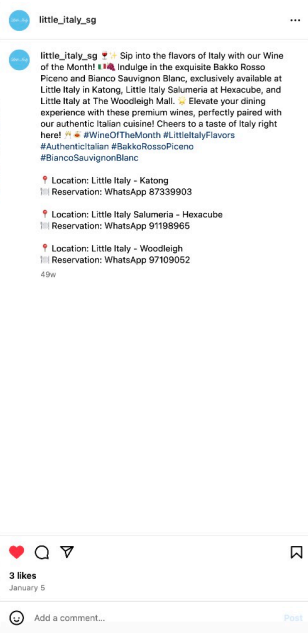 little_italy_sg
little_italy_sg 🍷✨ Sip into the flavors of Italy with our Wine
of the Month! 🇮🇹🍇 Indulge in the exquisite Bakko Rosso
Piceno and Bianco Sauvignon Blanc, exclusively available at
Little Italy in Katong, Little Italy Salumeria at Hexacube, and
Little Italy at The Woodleigh Mall. 🌟 Elevate your dining
experience with these premium wines, perfectly paired with
our authentic Italian cuisine! Cheers to a taste of Italy right
here! 🥂🍝 #WineOfTheMonth #LittleItalyFlavors
#AuthenticItalian #BakkoRossoPiceno
#BiancoSauvignonBlanc
📍 Location: Little Italy - Katong
🍽️ Reservation: WhatsApp 87339903
📍 Location: Little Italy Salumeria - Hexacube
🍽️ Reservation: WhatsApp 91198965
📍 Location: Little Italy - Woodleigh
🍽️ Reservation: WhatsApp 97109052
49w
3 likes
January 5
Add a comment...
Post